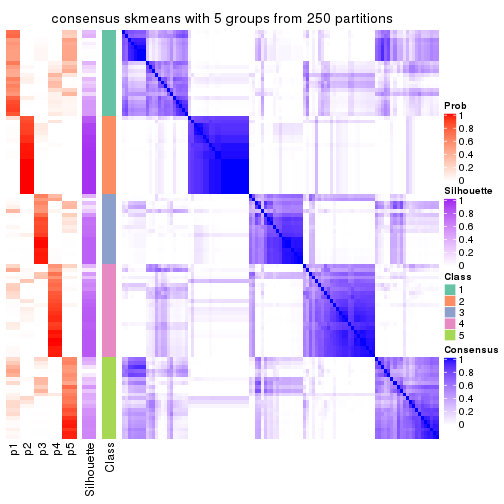 consensus skmeans with 5 groups from 250 partitions
Prob
1
0.8
0.6
0.4
0.2
0
Silhouette
1
0.8
0.6
0.4
0.2
0
Class
1
2
3
4
5
Consensus
1
0.8
0.6
0.4
0.2
0
p1
p2
p3
p4
p5
Silhouette
Class